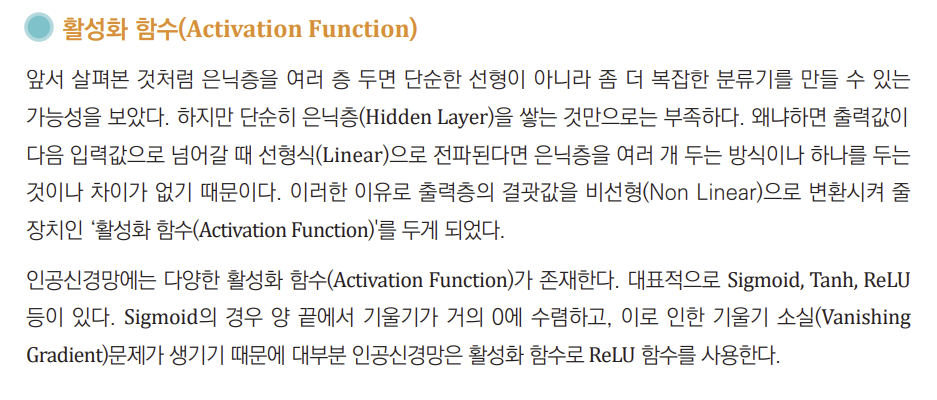 활성화 함수(Activation Function)
앞서 살펴본 것처럼 은닉층을 여러 층 두면 단순한 선형이 아니라 좀 더 복잡한 분류기를 만들 수 있는
가능성을 보았다. 하지만 단순히 은닉층(Hidden Layer)을 쌓는 것만으로는 부족하다. 왜냐하면 출력값이
다음 입력값으로 넘어갈 때 선형식(Linear)으로 전파된다면 은닉층을 여러 개 두는 방식이나 하나를 두는
것이나 차이가 없기 때문이다. 이러한 이유로 출력층의 결괏값을 비선형(Non Linear)으로 변환시켜 줄
장치인 ‘활성화 함수(Activation Function)'를 두게 되었다.
인공신경망에는 다양한 활성화 함수(Activation Function)가 존재한다. 대표적으로 Sigmoid, Tanh, ReLU
등이 있다. Sigmoid의 경우 양 끝에서 기울기가 거의 0에 수렴하고, 이로 인한 기울기 소실(Vanishing
Gradient)문제가 생기기 때문에 대부분 인공신경망은 활성화 함수로 ReLU 함수를 사용한다.